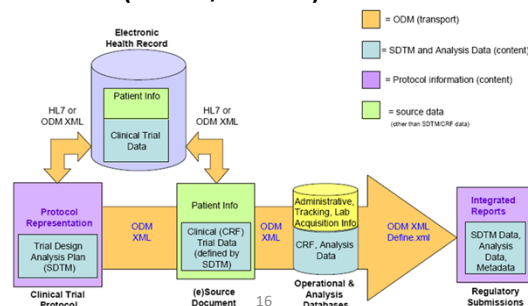 = ODM (transport)
= SDTM and Analysis Data (content)
= Protocol information (content)
= source data
(other than SDTM/CRF data)
Electronic
Health Record
Patient Info
Clinical Trial
Data
HL7 or
ODM XML
HL7 or
ODM XML
Protocol
Representation
Trial Design
Analysis Plan
(SDTM)
Clinical Trial
Protocol
ODM
XML
Patient Info
Clinical (CRF)
Trial Data
(defined by
SDTM)
(e)Source
Document
ODM
XML
Administrative,
Tracking, Lab
Acquisition Info
CRF, Analysis
Data
Operational &
Analysis
Databases
ODM XML
Define.xml
Integrated
Reports
SDTM Data,
Analysis
Data,
Metadata
Regulatory
Submissions
16